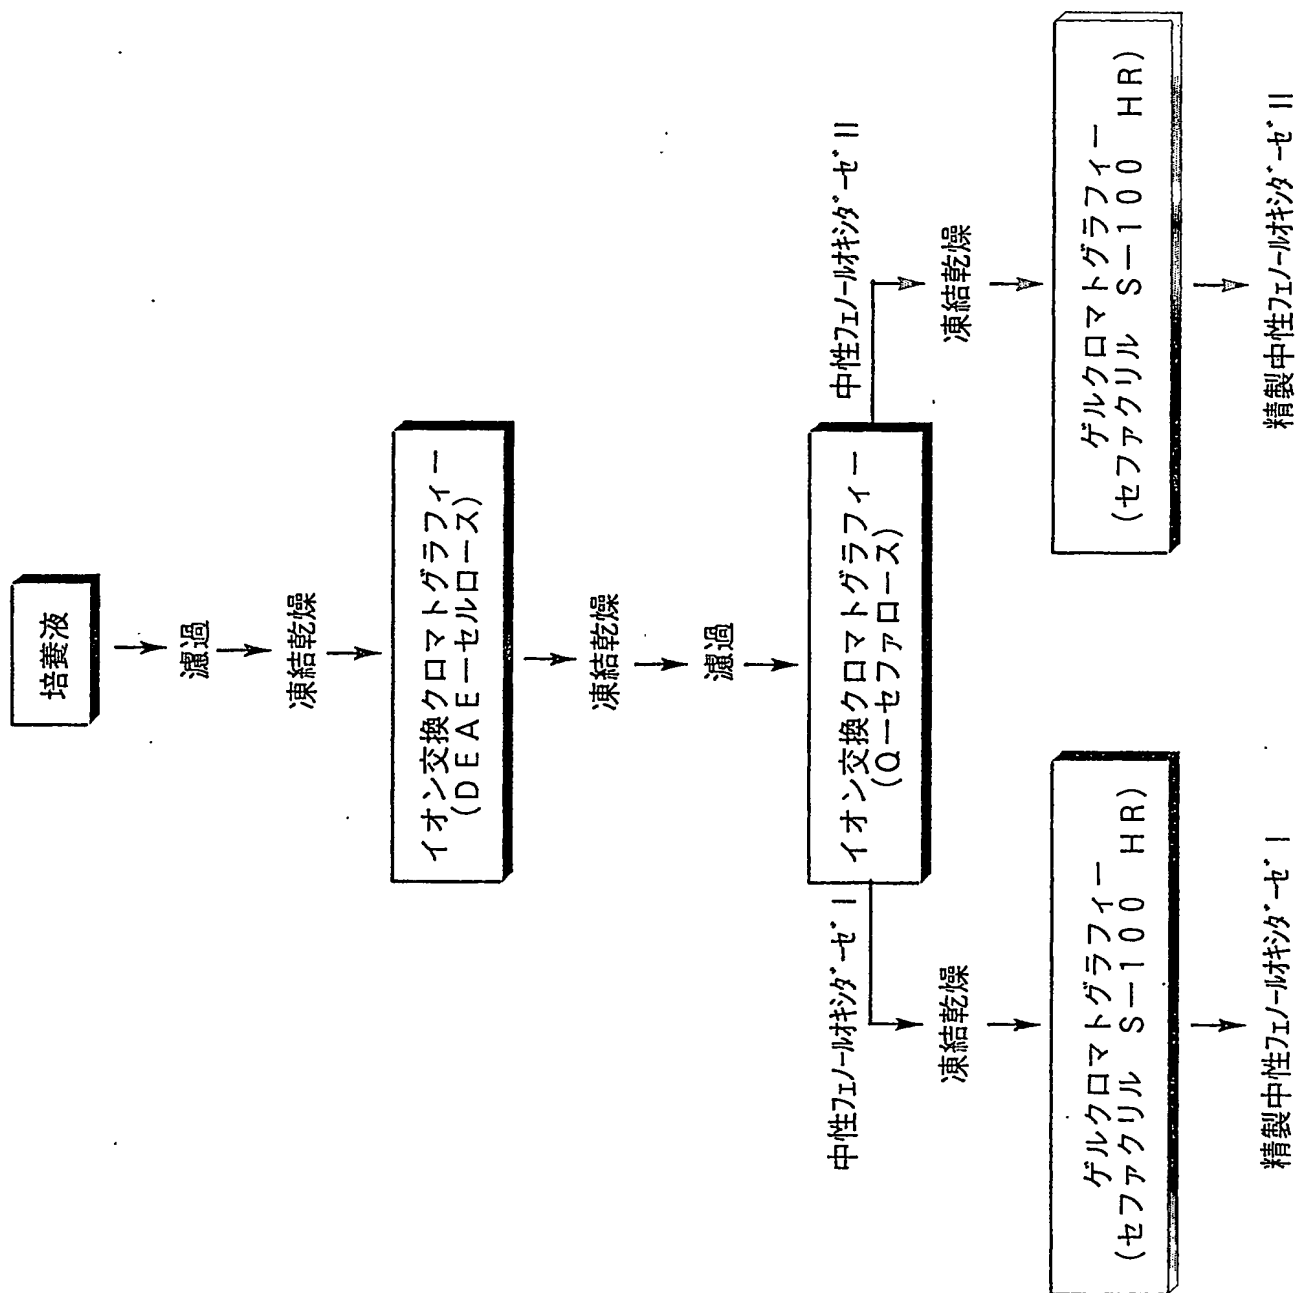 培養液
濾過
凍結乾燥
イオン交換クロマトグラフィー
(DEAE－セルロース)
凍結乾燥
濾過
イオン交換クロマトグラフィー
(Q－セファロース)
中性フェノールオキシダーゼ I
凍結乾燥
ゲルクロマトグラフィー
(セファクリル S－100 HR)
精製中性フェノールオキシダーゼ I
中性フェノールオキシダーゼ II
凍結乾燥
ゲルクロマトグラフィー
(セファクリル S－100 HR)
精製中性フェノールオキシダーゼ II